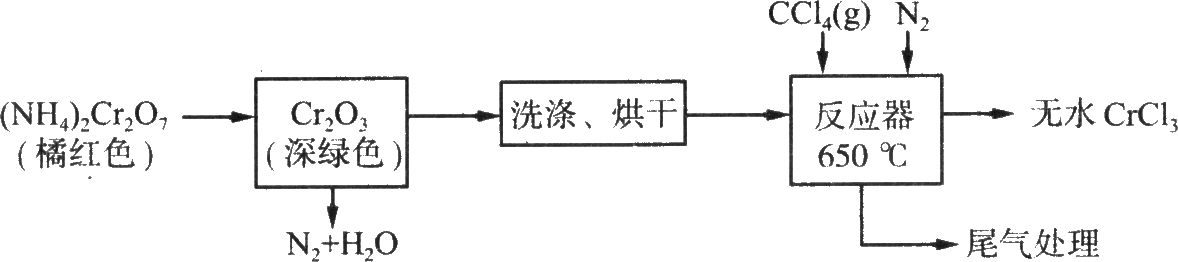 CCl₄(g) N₂
(NH₄)₂Cr₂O₇
(橘红色)
Cr₂O₃
(深绿色)
洗涤、烘干
反应器
650 ℃
无水 CrCl₃
N₂+H₂O
尾气处理